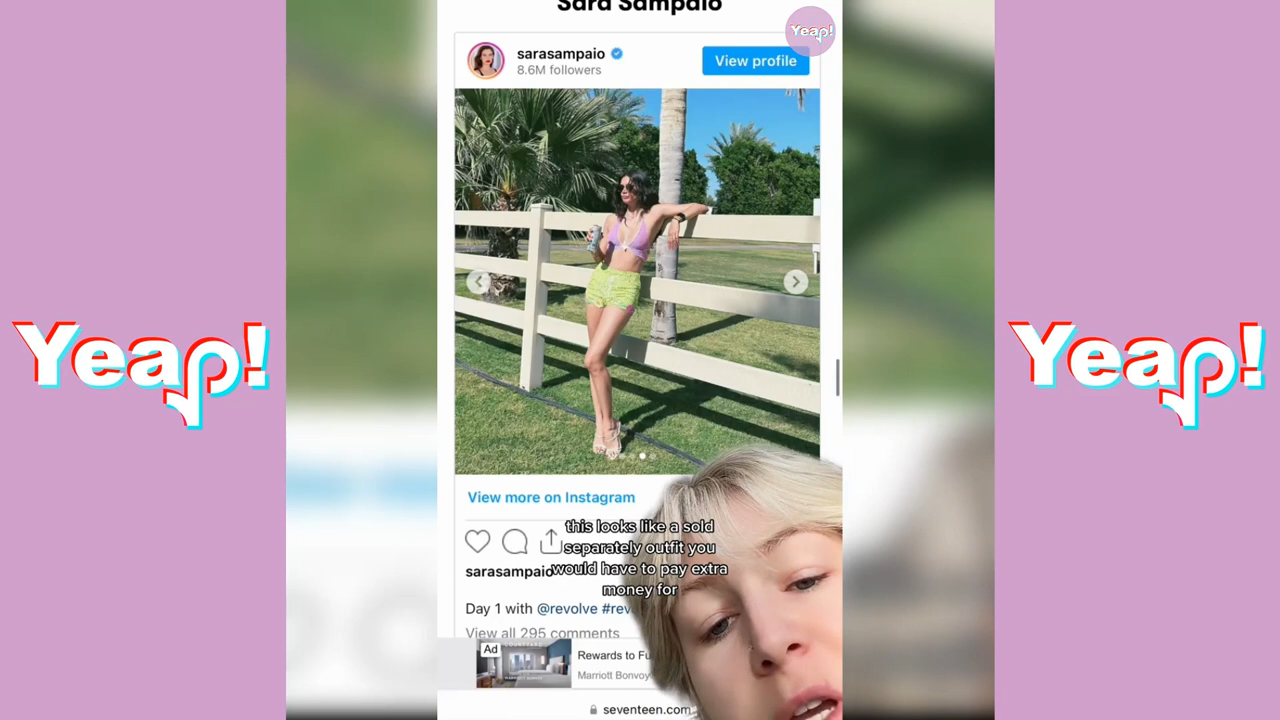 Sara Sampaio
Yeap!
sarasampaio
8.6M followers
View profile
Yeap!
Yeap!
View more on Instagram
this looks like a sold
separately outfit you
would have to pay extra
money for
sarasampaio
Day 1 with @revolve #rev
View all 295 comments
Ad
COURTYARD
Rewards to Fu
Marriott Bonvoy
seventeen.com